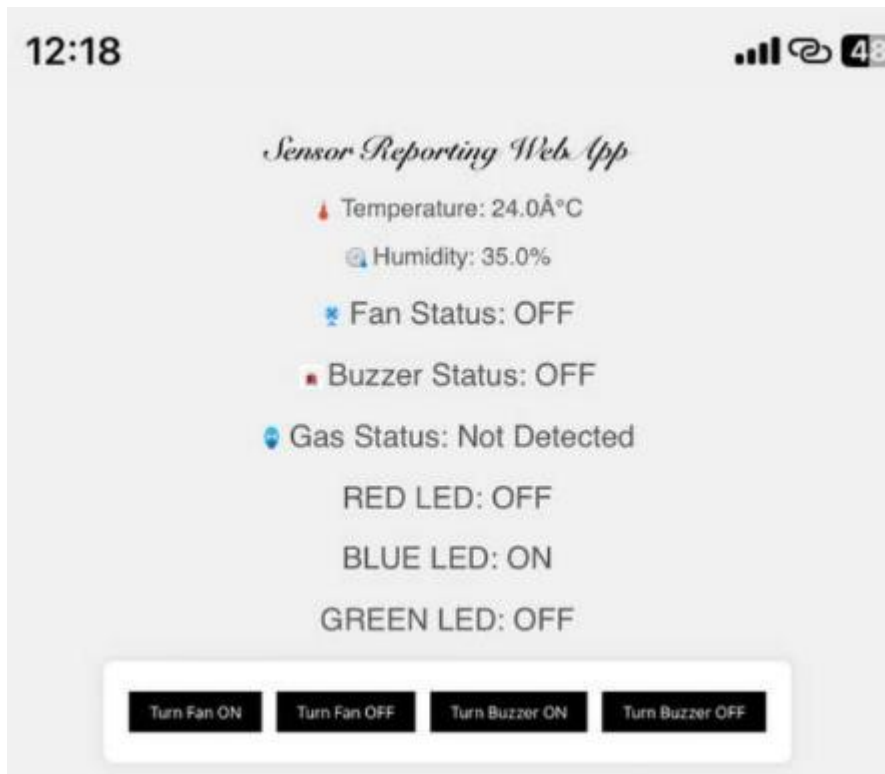 12:18
Sensor Reporting Web App
Temperature: 24.0Â°C
Humidity: 35.0%
Fan Status: OFF
Buzzer Status: OFF
Gas Status: Not Detected
RED LED: OFF
BLUE LED: ON
GREEN LED: OFF
Turn Fan ON
Turn Fan OFF
Turn Buzzer ON
Turn Buzzer OFF